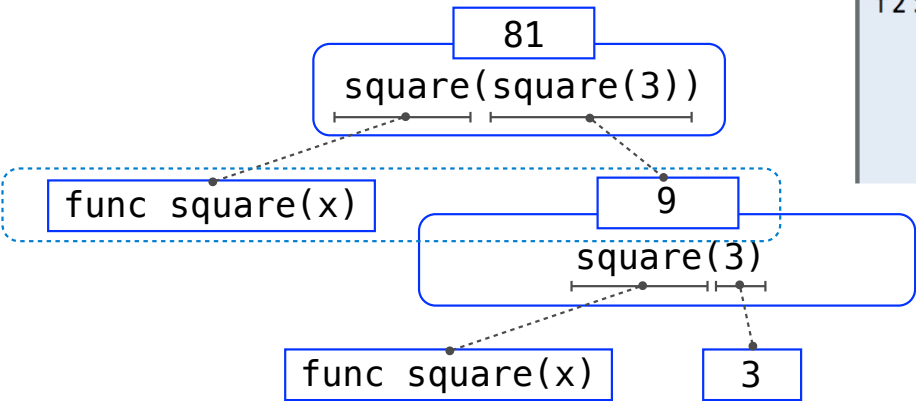 81
square(square(3))
func square(x)
9
square(3)
func square(x)
3